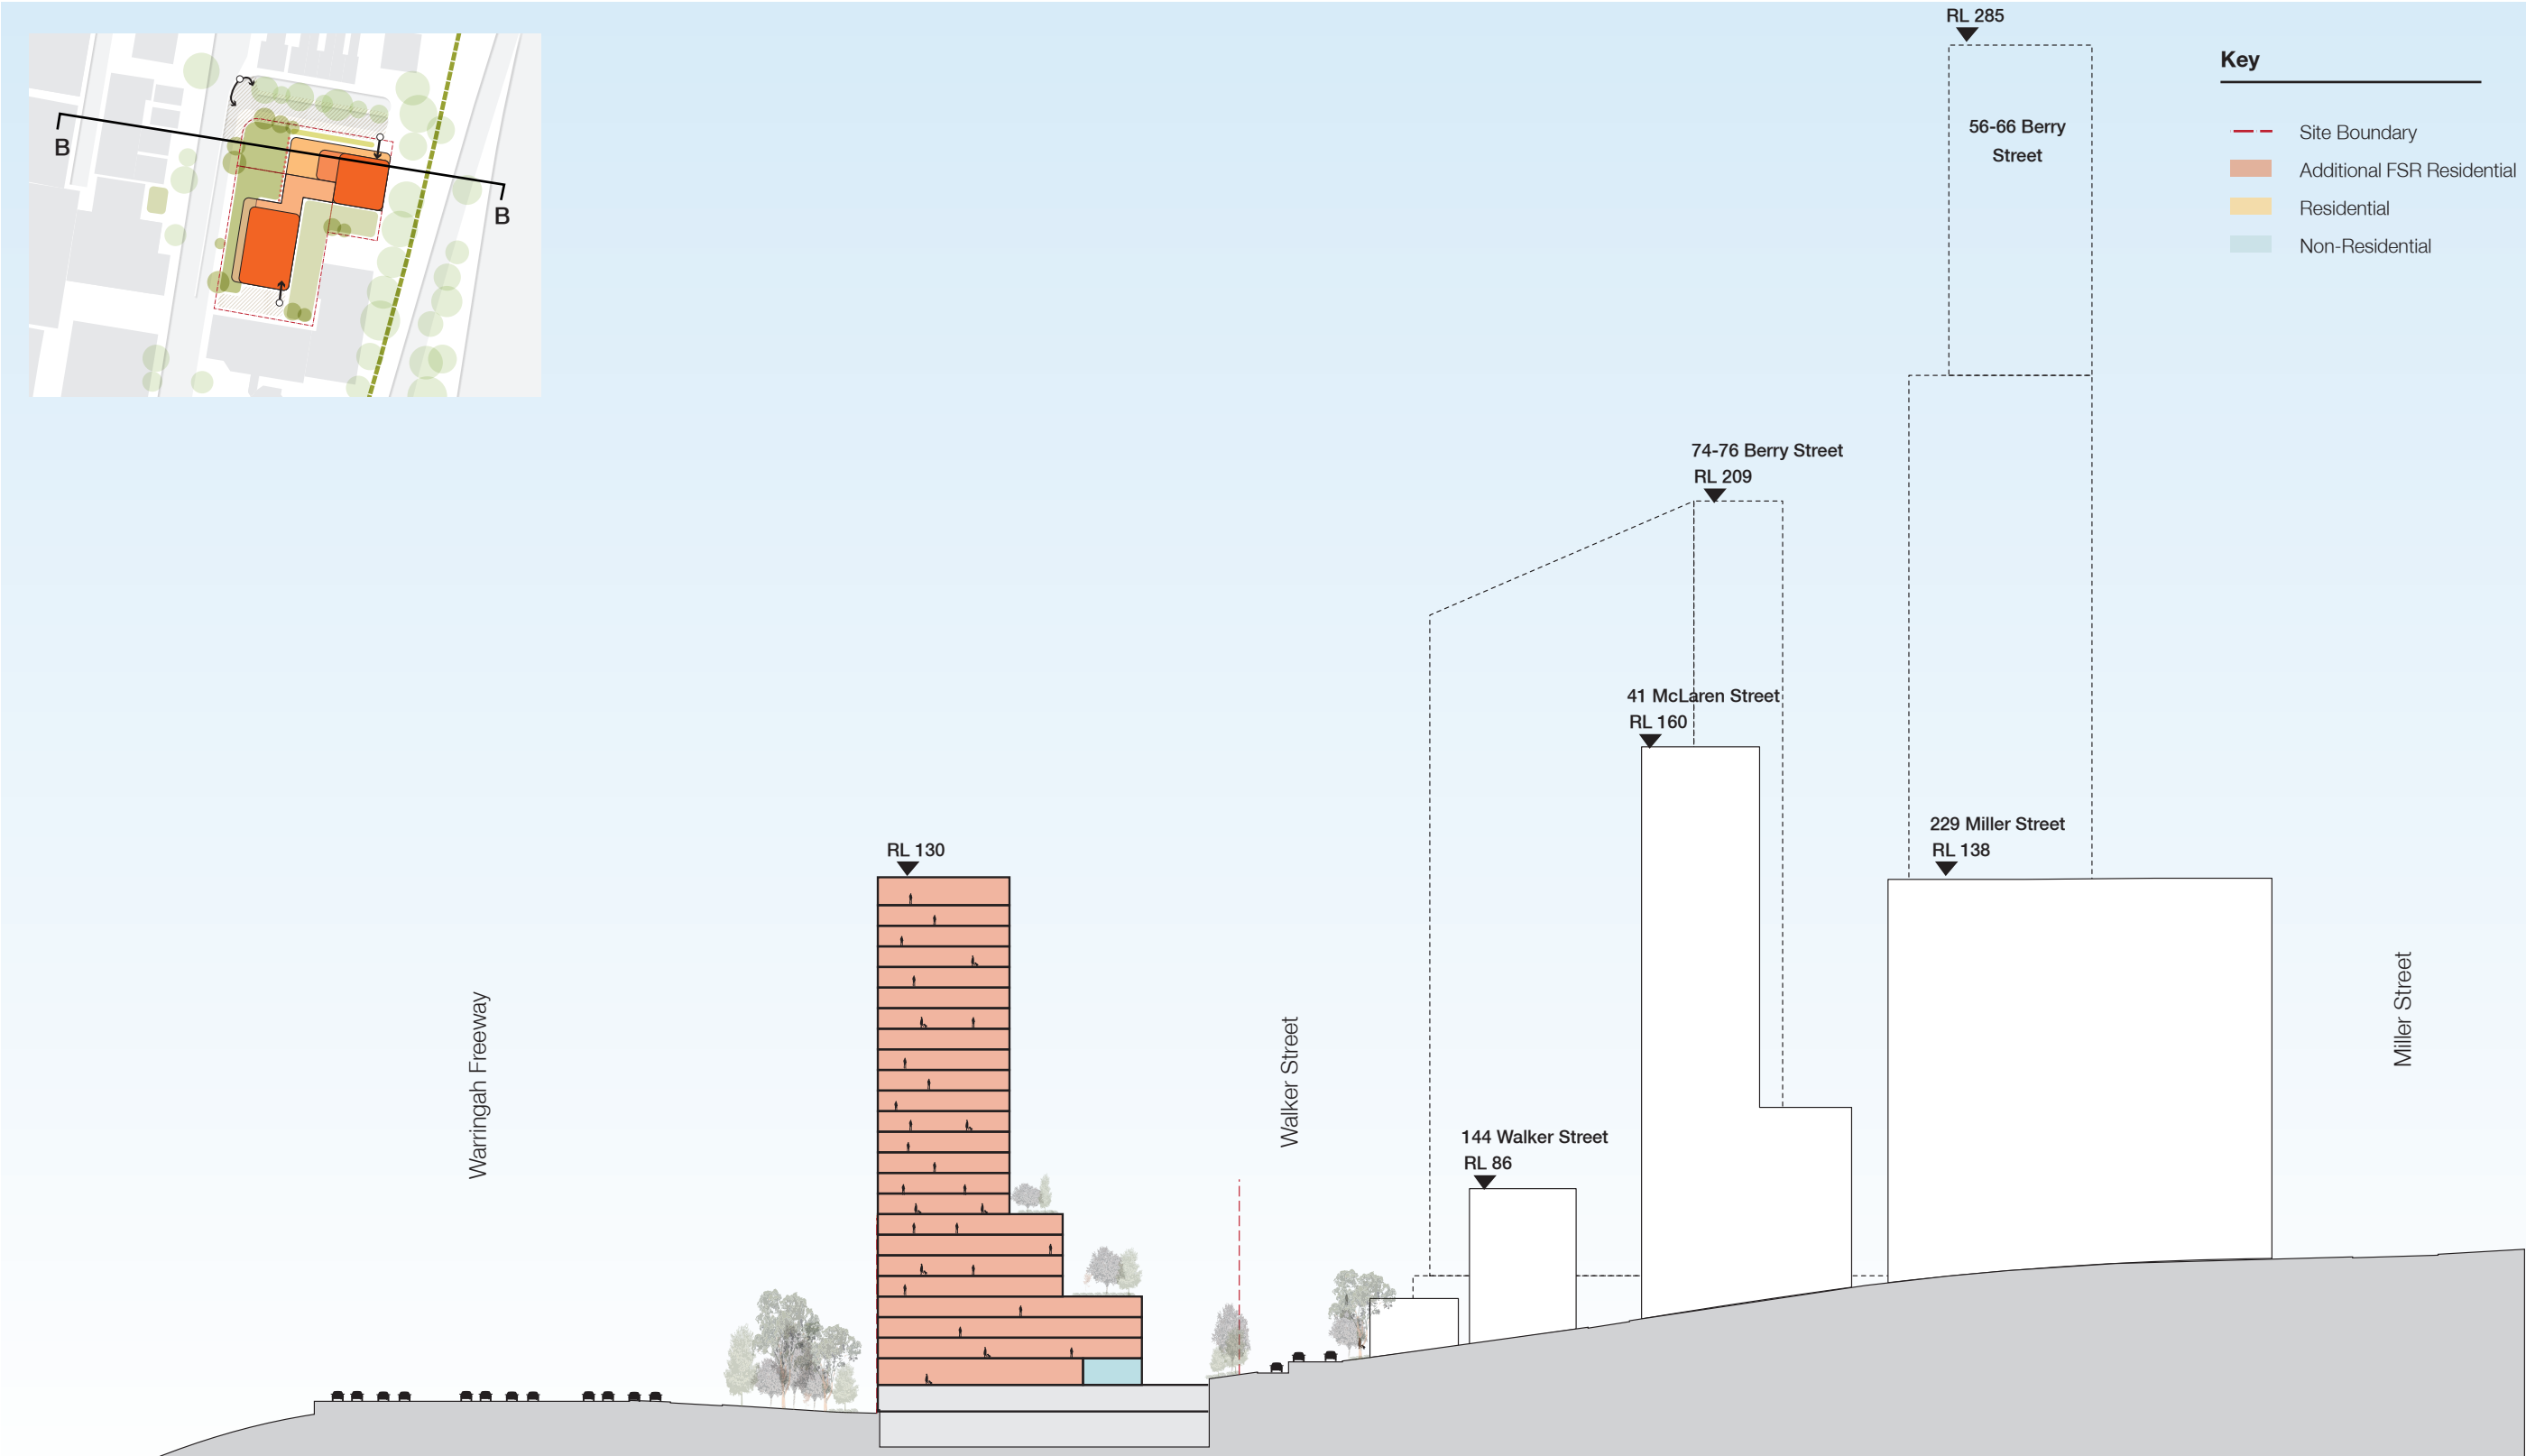 B
B
RL 285
56-66 Berry
Street
Key
Site Boundary
Additional FSR Residential
Residential
Non-Residential
74-76 Berry Street
RL 209
41 McLaren Street
RL 160
229 Miller Street
RL 138
RL 130
144 Walker Street
RL 86
Warringah Freeway
Walker Street
Miller Street